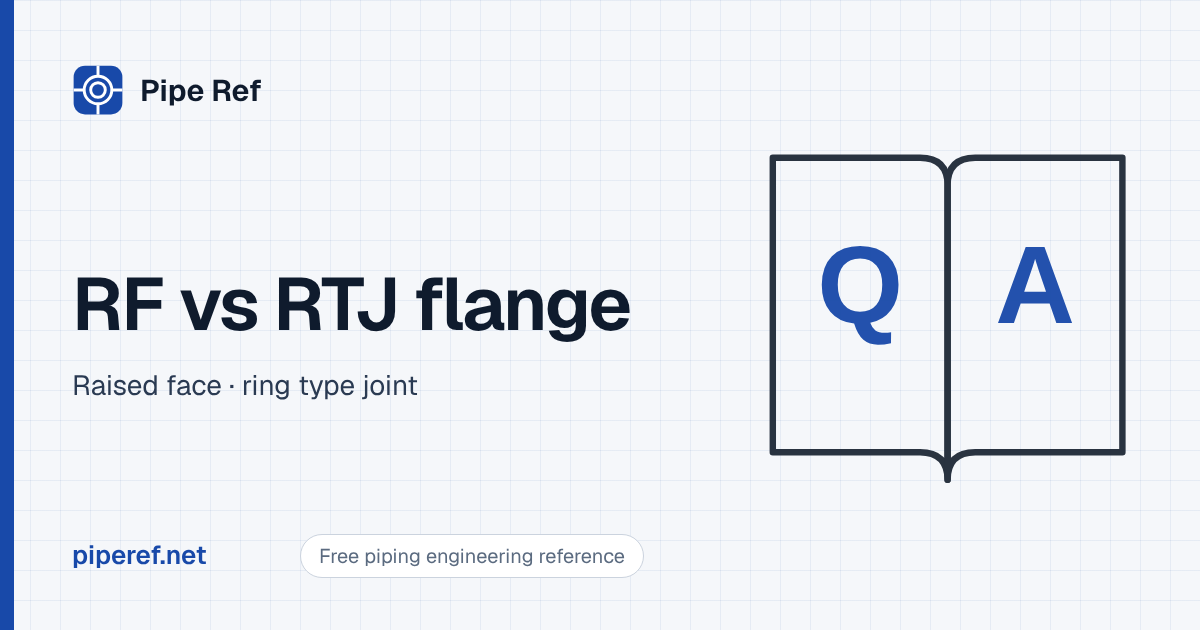 Pipe Ref
RF vs RTJ flange
Raised face · ring type joint
Q A
piperef.net
Free piping engineering reference